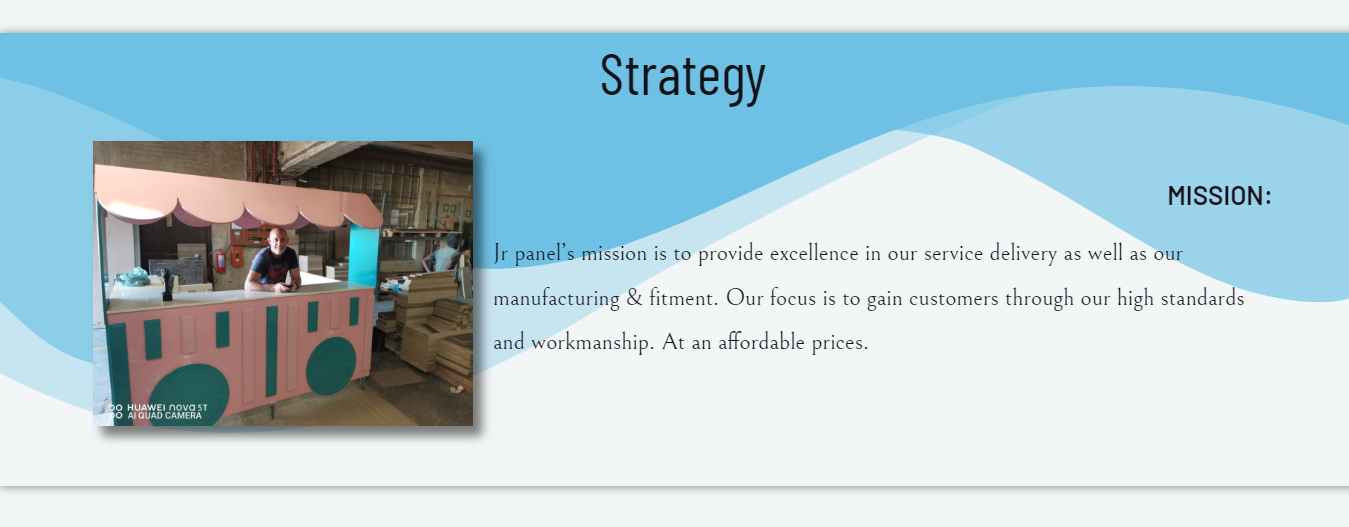 Strategy
MISSION:
Jr panel's mission is to provide excellence in our service delivery as well as our
manufacturing & fitment. Our focus is to gain customers through our high standards
and workmanship. At an affordable prices.
HUAWEI nova 5T
AI QUAD CAMERA